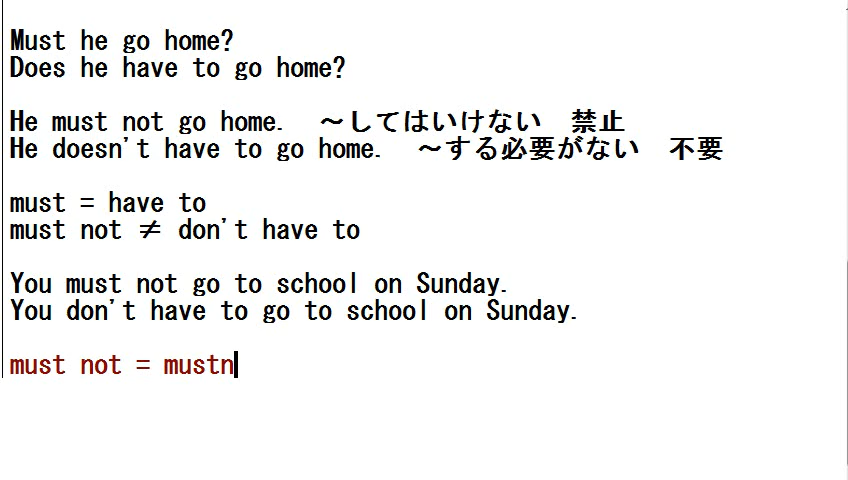 Must he go home?
Does he have to go home?
He must not go home.　～してはいけない　禁止
He doesn't have to go home.　～する必要がない　不要
must = have to
must not ≠ don't have to
You must not go to school on Sunday.
You don't have to go to school on Sunday.
must not = mustn